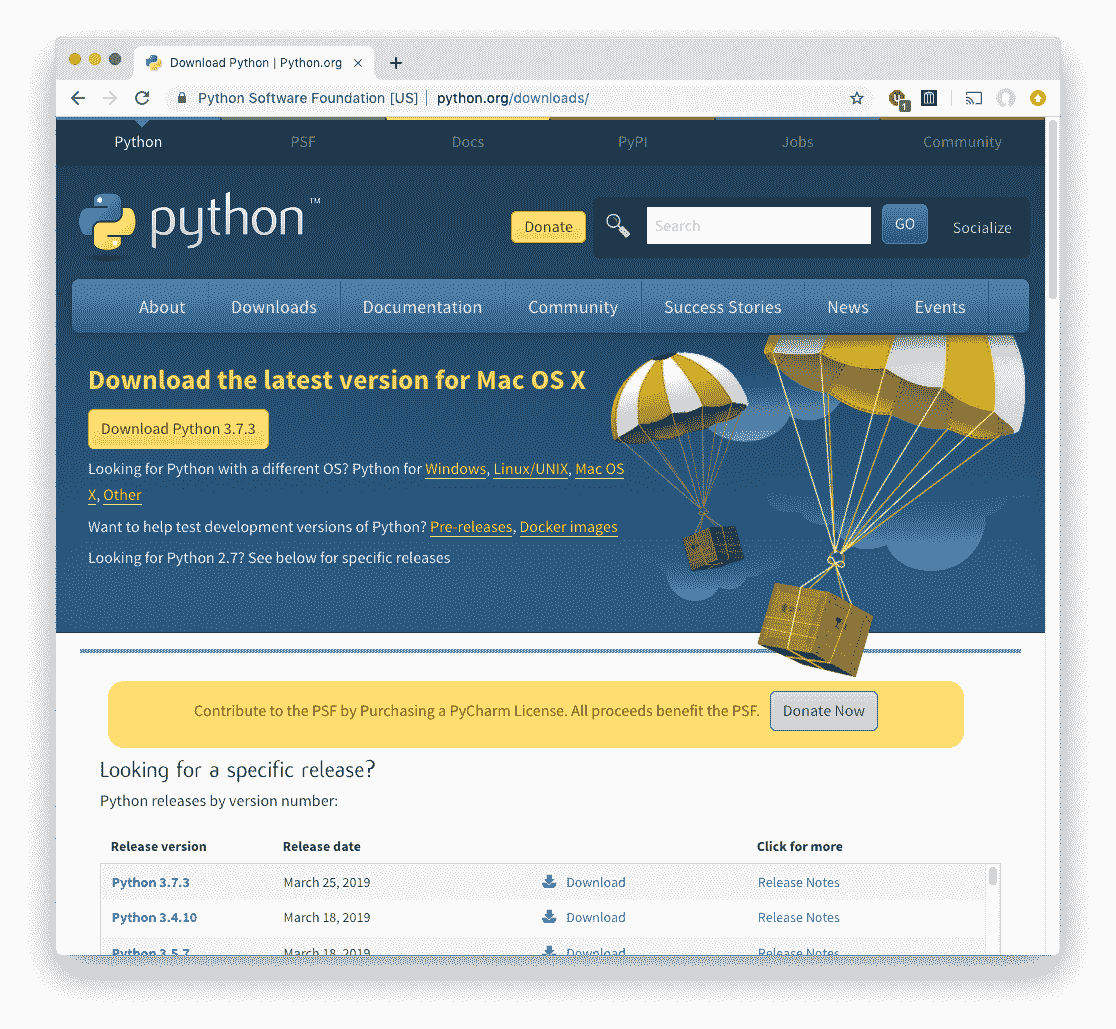 Download Python | Python.org
Python Software Foundation [US] python.org/downloads/
1
Python PSF Docs PyPI Jobs Community
python™
Donate Search GO Socialize
About Downloads Documentation Community Success Stories News Events
Download the latest version for Mac OS X
Download Python 3.7.3
Looking for Python with a different OS? Python for Windows, Linux/UNIX, Mac OS
X, Other
Want to help test development versions of Python? Pre-releases, Docker images
Looking for Python 2.7? See below for specific releases
Contribute to the PSF by Purchasing a PyCharm License. All proceeds benefit the PSF. Donate Now
Looking for a specific release?
Python releases by version number:
Release version Release date Click for more
Python 3.7.3 March 25, 2019 Download Release Notes
Python 3.4.10 March 18, 2019 Download Release Notes
Python 3.5.7 March 18, 2019 Download Release Notes